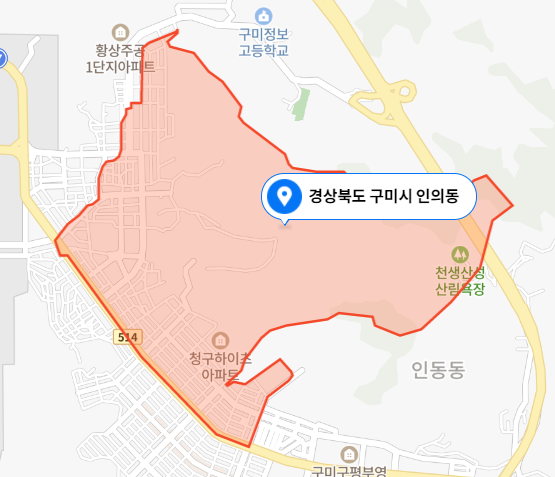 황상주공
1단지아파트
구미정보
고등학교
경상북도 구미시 인의동
천생산성
산림욕장
514
청구하이츠
아파트
인동동
구미구평부영